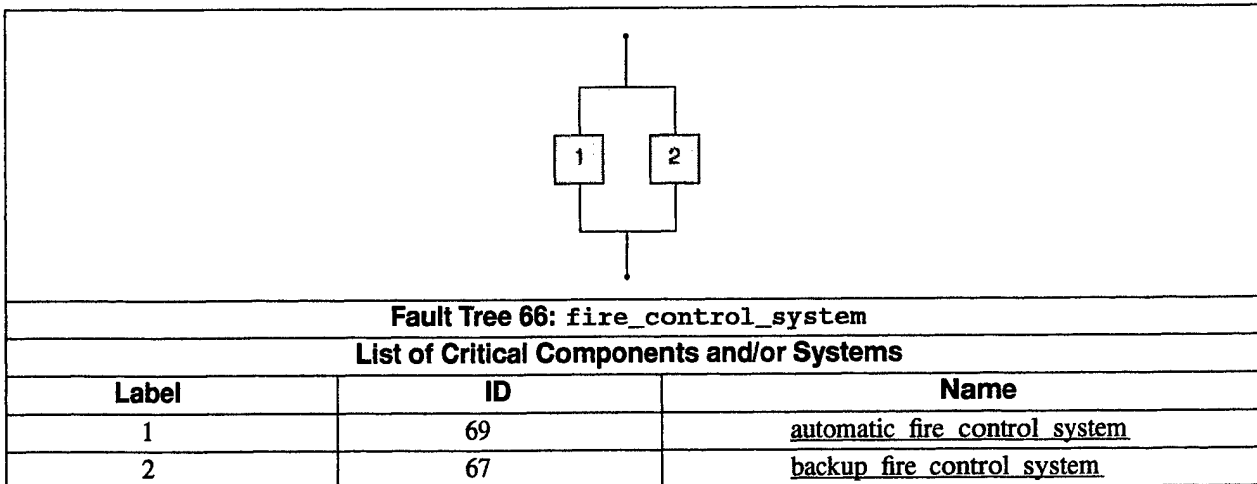 1 2
Fault Tree 66: fire_control_system
List of Critical Components and/or Systems
Label ID Name
1 69 automatic fire control system
2 67 backup fire control system